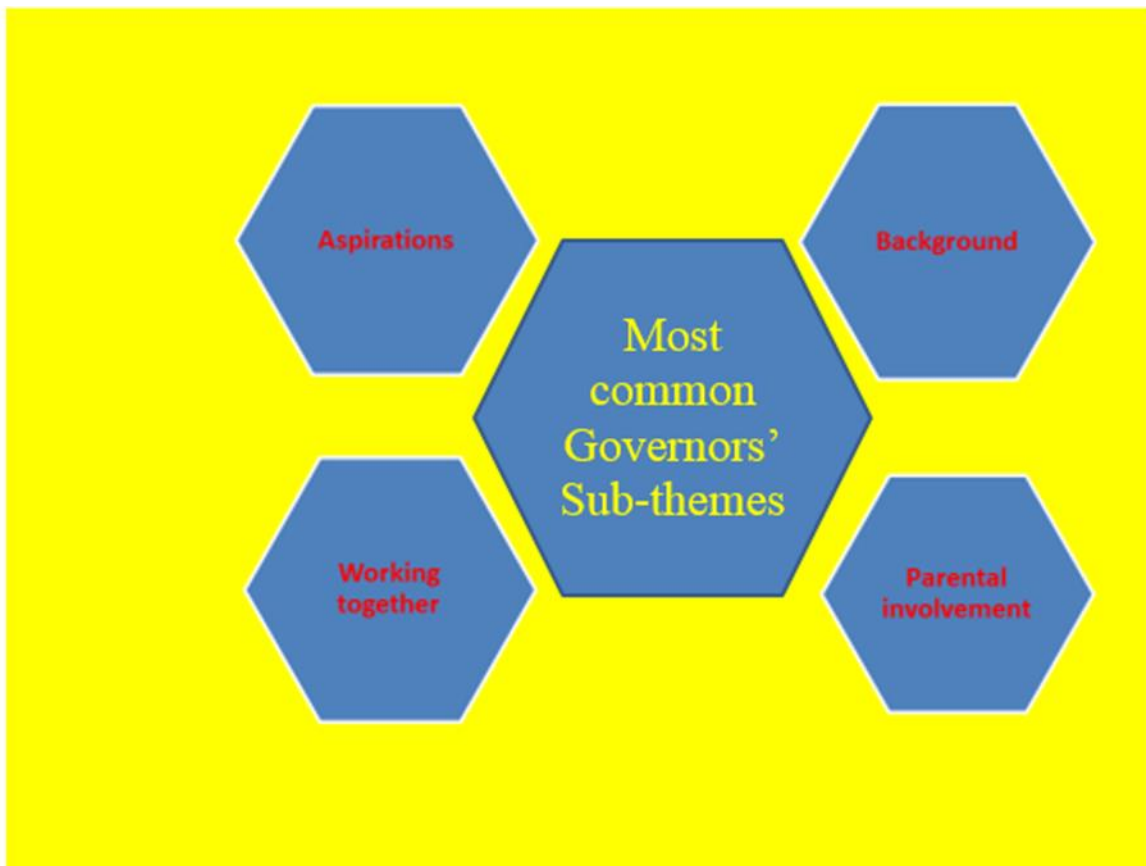 Aspirations
Background
Most
common
Governors’
Sub-themes
Working
together
Parental
involvement